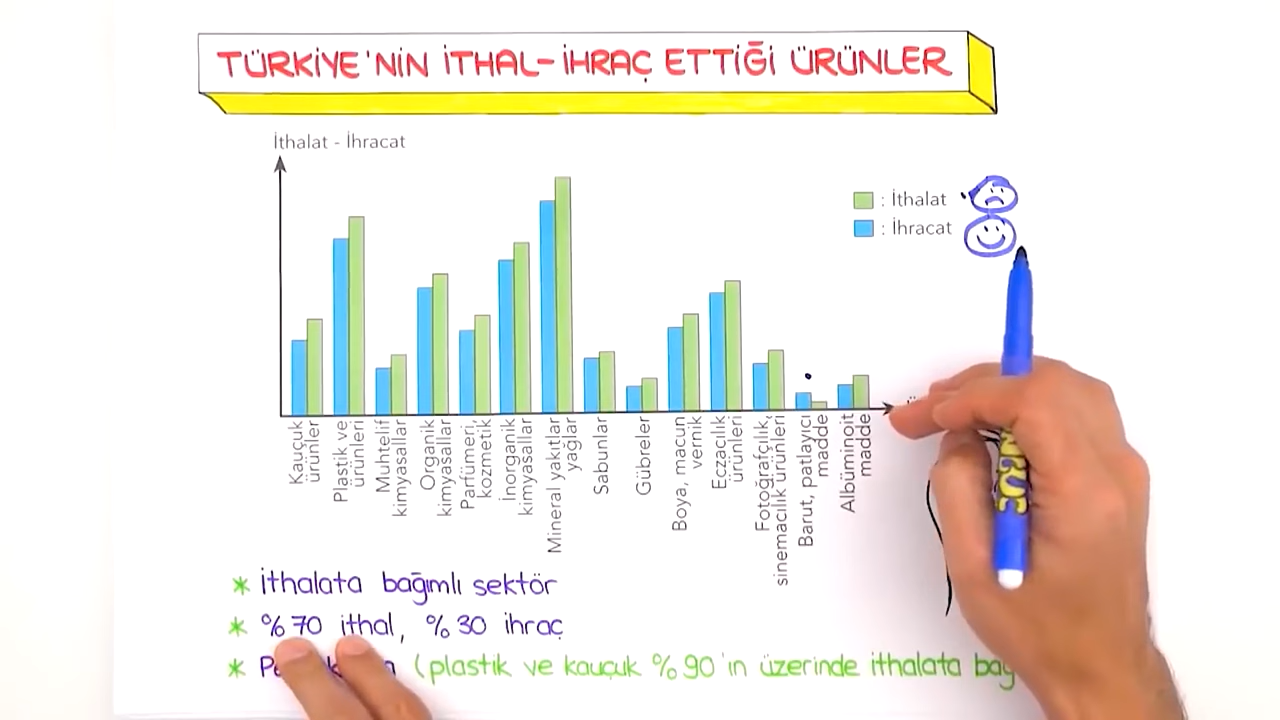 TÜRKİYE'NİN İTHAL-İHRAÇ ETTİĞİ ÜRÜNLER
İthalat - İhracat
: İthalat
: İhracat
Kauçuk
ürünler
Plastik ve
ürünleri
Muhtelif
kimyasallar
Organik
kimyasallar
Parfümeri,
kozmetik
İnorganik
kimyasallar
Mineral yakıtlar
yağlar
Sabunlar
Gübreler
Boya, macun
vernik
Eczacılık
ürünleri
Fotoğrafçılık,
sinemacılık ürünleri
Barut, patlayıcı
madde
Albüminoit
madde
* İthalata bağımlı sektör
* %70 ithal, %30 ihraç
* (plastik ve kauçuk %90'ın üzerinde ithalata